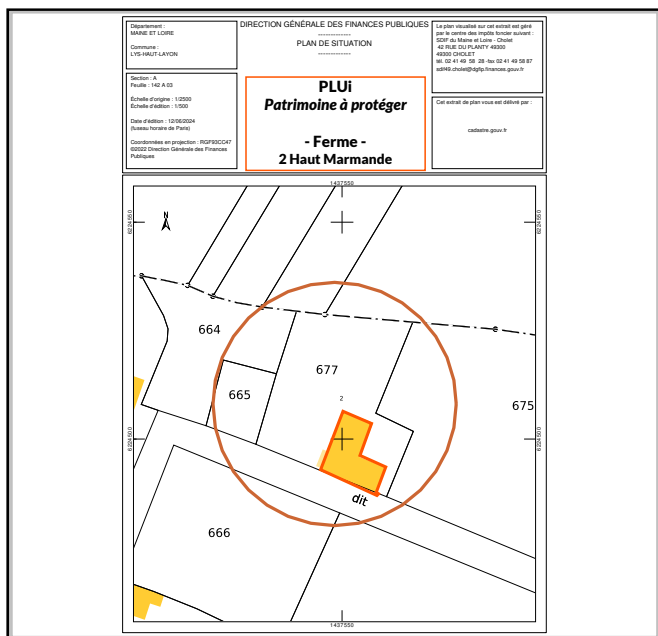 Département :
MAINE ET LOIRE
Commune :
LYS-HAUT-LAYON
Section : A
Feuille : 142 A 03
Échelle d'origine : 1/2500
Échelle d'édition : 1/500
Date d'édition : 12/06/2024
(fuseau horaire de Paris)
Coordonnées en projection : RGF93CC47
©2022 Direction Générale des Finances
Publiques
DIRECTION GÉNÉRALE DES FINANCES PUBLIQUES
-------------
PLAN DE SITUATION
-------------
PLUi
Patrimoine à protéger
- Ferme -
2 Haut Marmande
Le plan visualisé sur cet extrait est géré
par le centre des impôts foncier suivant :
SDIF du Maine et Loire - Cholet
42 RUE DU PLANTY 49300
49300 CHOLET
tél. 02 41 49 58 28 -fax 02 41 49 58 87
sdif49.cholet@dgfip.finances.gouv.fr
Cet extrait de plan vous est délivré par :
cadastre.gouv.fr
1437550
6224550
6224550
N
664
677
665
2
675
6224500
6224500
dit
666
1437550